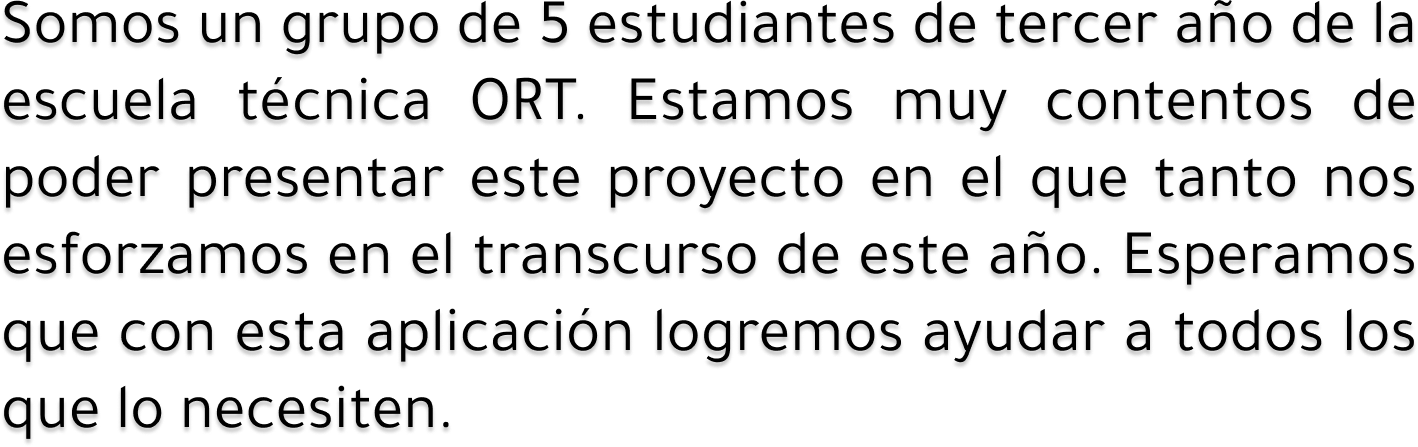 Somos un grupo de 5 estudiantes de tercer año de la
escuela técnica ORT. Estamos muy contentos de
poder presentar este proyecto en el que tanto nos
esforzamos en el transcurso de este año. Esperamos
que con esta aplicación logremos ayudar a todos los
que lo necesiten.